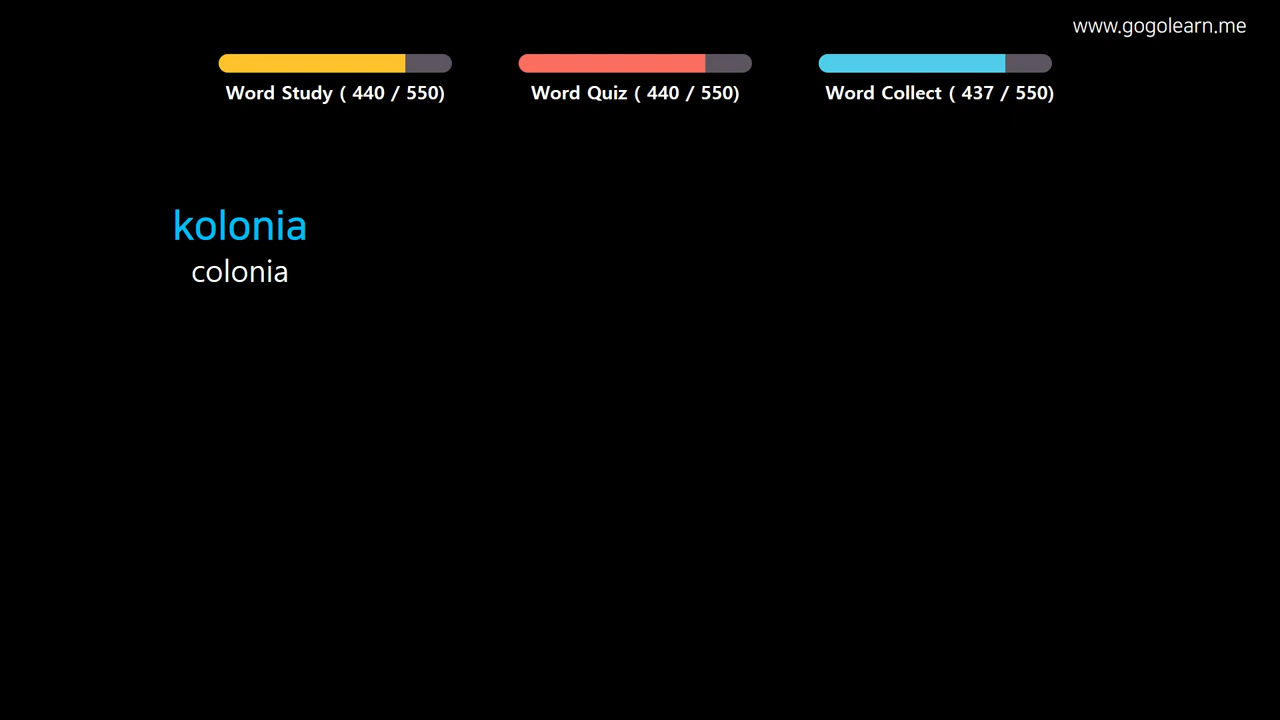 www.gogolearn.me
Word Study ( 440 / 550)
Word Quiz ( 440 / 550)
Word Collect ( 437 / 550)
kolonia
colonia